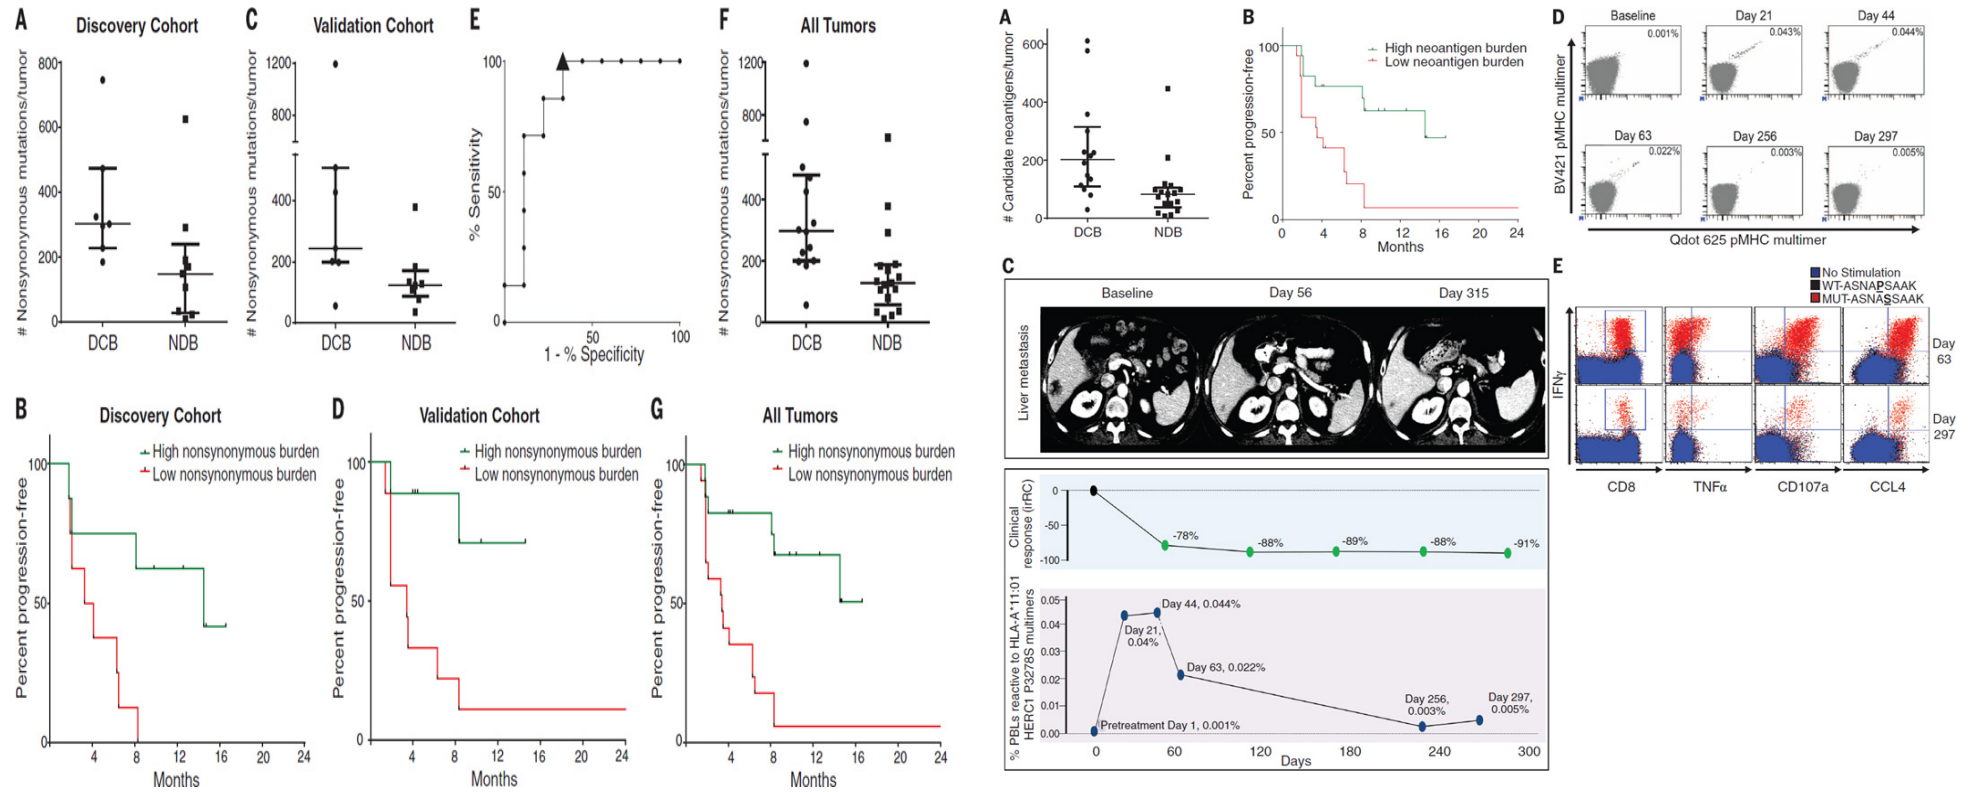 A
Discovery Cohort
# Nonsynonymous mutations/tumor
800
600
400
200
0
DCB
NDB
C
Validation Cohort
# Nonsynonymous mutations/tumor
1200
800
400
200
0
DCB
NDB
E
% Sensitivity
100
50
0
50
100
1 - % Specificity
F
All Tumors
# Nonsynonymous mutations/tumor
1200
800
400
200
0
DCB
NDB
B
Discovery Cohort
High nonsynonymous burden
Low nonsynonymous burden
Percent progression-free
100
50
0
4 8 12 16 20 24
Months
D
Validation Cohort
High nonsynonymous burden
Low nonsynonymous burden
Percent progression-free
100
50
0
4 8 12 16 20 24
Months
G
All Tumors
High nonsynonymous burden
Low nonsynonymous burden
Percent progression-free
100
50
0
4 8 12 16 20 24
Months
A
# Candidate neoantigens/tumor
600
400
200
0
DCB
NDB
B
High neoantigen burden
Low neoantigen burden
Percent progression-free
100
50
0
0 4 8 12 16 20 24
Months
D
Baseline
0.001%
Day 21
0.043%
Day 44
0.044%
Day 63
0.022%
Day 256
0.003%
Day 297
0.005%
BV421 pMHC multimer
Qdot 625 pMHC multimer
C
Baseline
Day 56
Day 315
Liver metastasis
Clinical
response (irRC)
0
-50
-100
-78%
-88%
-89%
-88%
-91%
% PBLs reactive to HLA-A*11:01
HERC1 P3278S multimers
0.05
0.04
0.03
0.02
0.01
0.00
Day 44, 0.044%
Day 21,
0.04%
Day 63, 0.022%
Day 256,
0.003%
Day 297,
0.005%
Pretreatment Day 1, 0.001%
0 60 120 180 240 300
Days
E
No Stimulation
WT-ASNAPSAAK
MUT-ASNASSAAK
IFNγ
Day
63
Day
297
CD8
TNFα
CD107a
CCL4